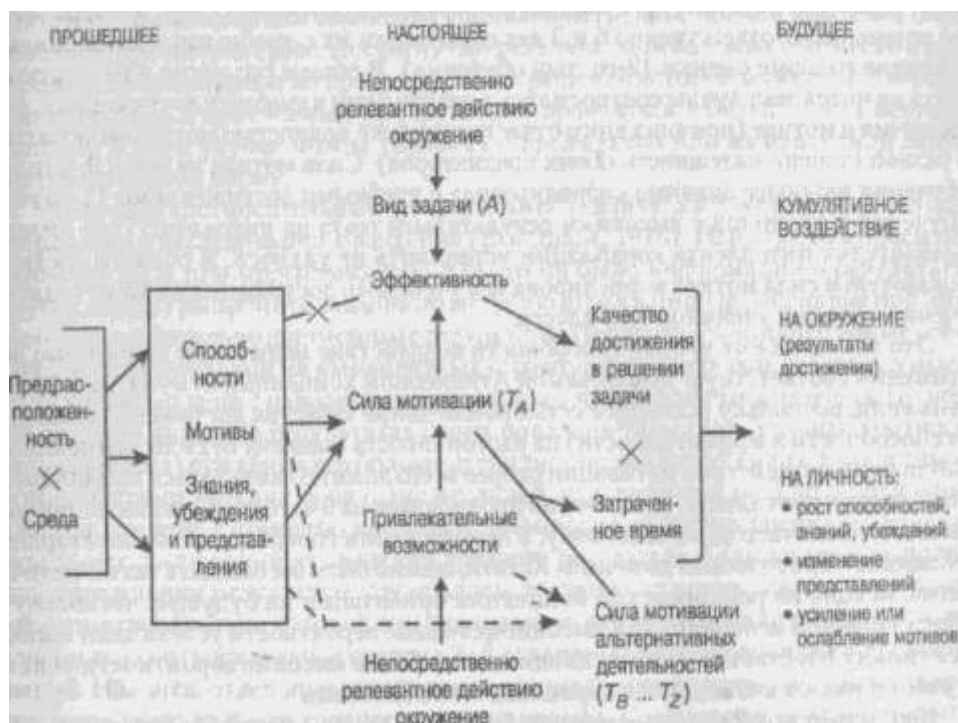 ПРОШЕДШЕЕ
НАСТОЯЩЕЕ
БУДУЩЕЕ
Непосредственно
релевантное действию
окружение
Вид задачи (A)
Эффективность
Предрас-
положен-
ность
Среда
Способ-
ности
Мотивы
Знания,
убеждения
и представ-
ления
Сила мотивации (TA)
Привлекательные
возможности
Непосредственно
релевантное действию
окружение
Качество
достижения
в решении
задачи
Затрачен-
ное время
Сила мотивации
альтернативных
деятельностей
(TB ... TZ)
КУМУЛЯТИВНОЕ
ВОЗДЕЙСТВИЕ
НА ОКРУЖЕНИЕ
(результаты
достижения)
НА ЛИЧНОСТЬ:
• рост способностей,
знаний, убеждений
• изменение
представлений
• усиление или
ослабление мотивов